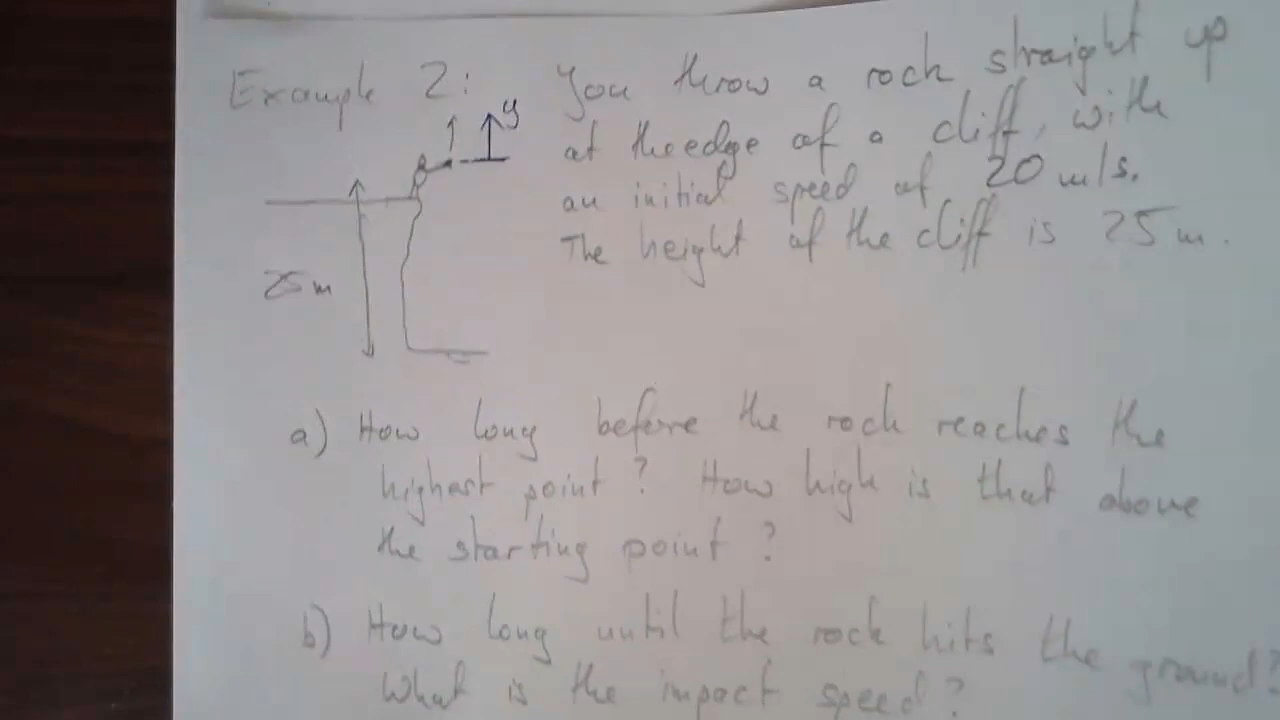 Example 2: You throw a rock straight up
at the edge of a cliff, with
an initial speed of 20 m/s.
The height of the cliff is 25 m.
y
25 m
a) How long before the rock reaches the
highest point? How high is that above
the starting point?
b) How long until the rock hits the ground?
What is the impact speed?